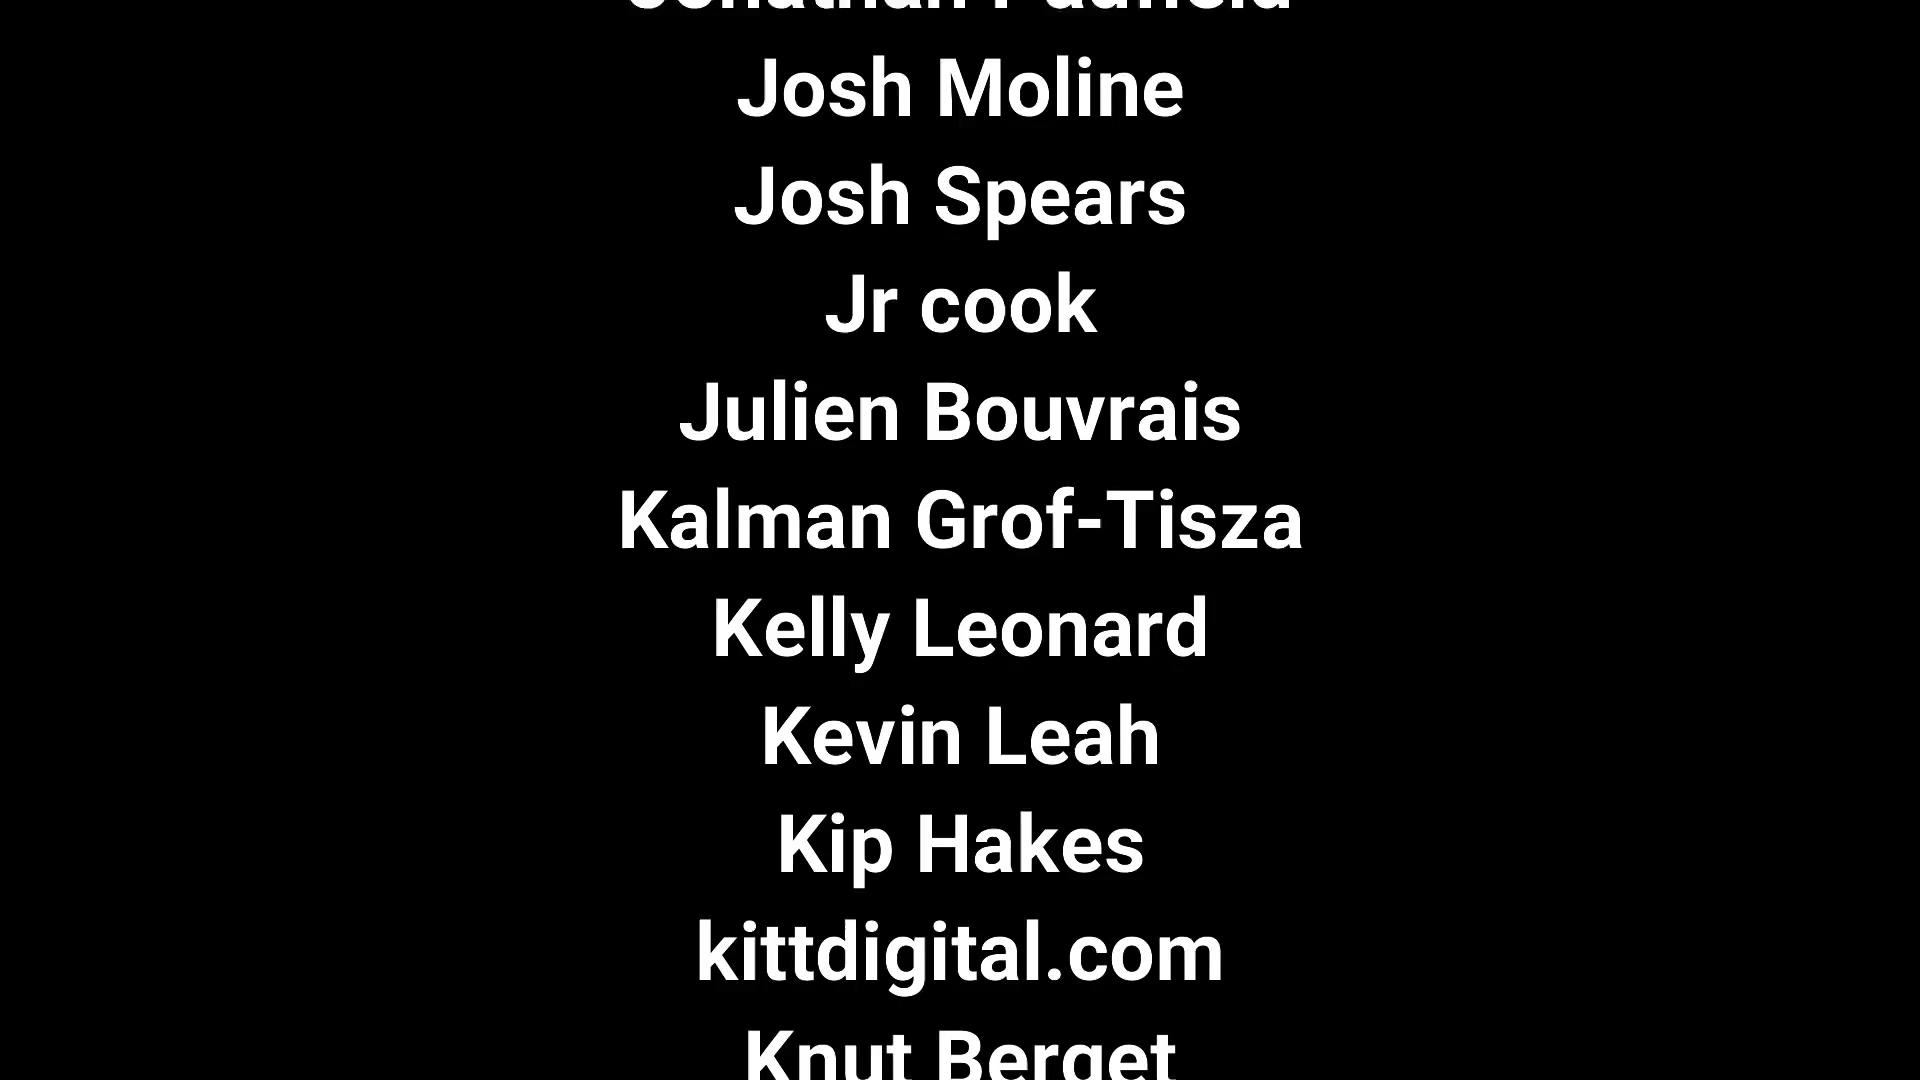 Jonathan Padfield
Josh Moline
Josh Spears
Jr cook
Julien Bouvrais
Kalman Grof-Tisza
Kelly Leonard
Kevin Leah
Kip Hakes
kittdigital.com
Knut Berget